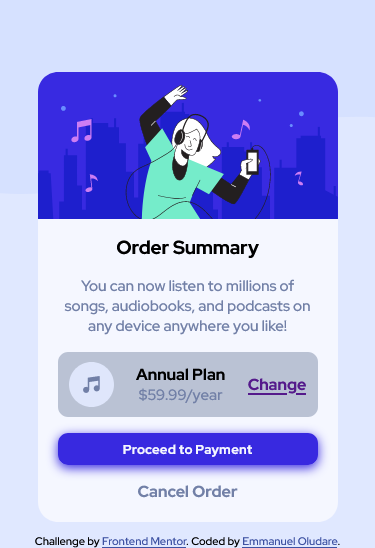 Order Summary
You can now listen to millions of
songs, audiobooks, and podcasts on
any device anywhere you like!
Annual Plan
$59.99/year
Change
Proceed to Payment
Cancel Order
Challenge by Frontend Mentor. Coded by Emmanuel Oludare.